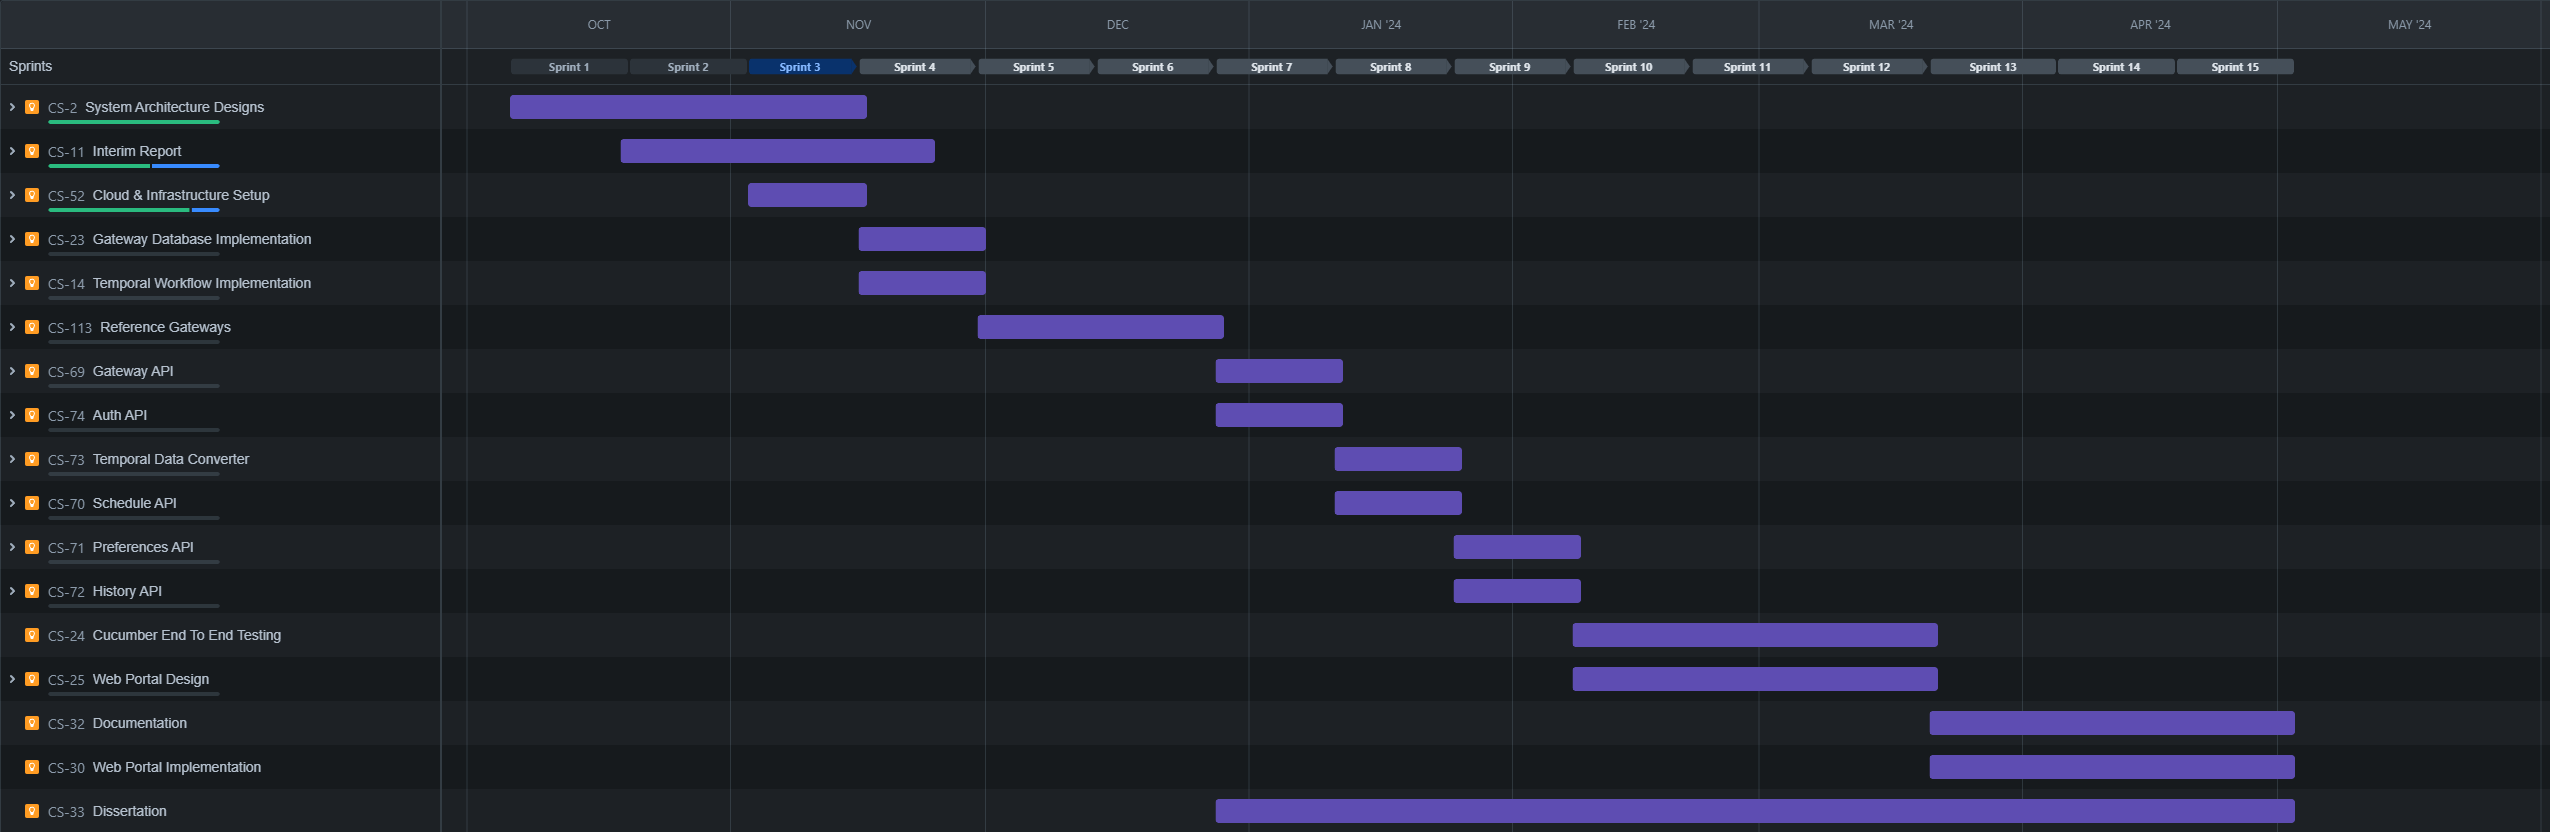 OCT NOV DEC JAN '24 FEB '24 MAR '24 APR '24 MAY '24
Sprints Sprint 1 Sprint 2 Sprint 3 Sprint 4 Sprint 5 Sprint 6 Sprint 7 Sprint 8 Sprint 9 Sprint 10 Sprint 11 Sprint 12 Sprint 13 Sprint 14 Sprint 15
CS-2 System Architecture Designs
CS-11 Interim Report
CS-52 Cloud & Infrastructure Setup
CS-23 Gateway Database Implementation
CS-14 Temporal Workflow Implementation
CS-113 Reference Gateways
CS-69 Gateway API
CS-74 Auth API
CS-73 Temporal Data Converter
CS-70 Schedule API
CS-71 Preferences API
CS-72 History API
CS-24 Cucumber End To End Testing
CS-25 Web Portal Design
CS-32 Documentation
CS-30 Web Portal Implementation
CS-33 Dissertation